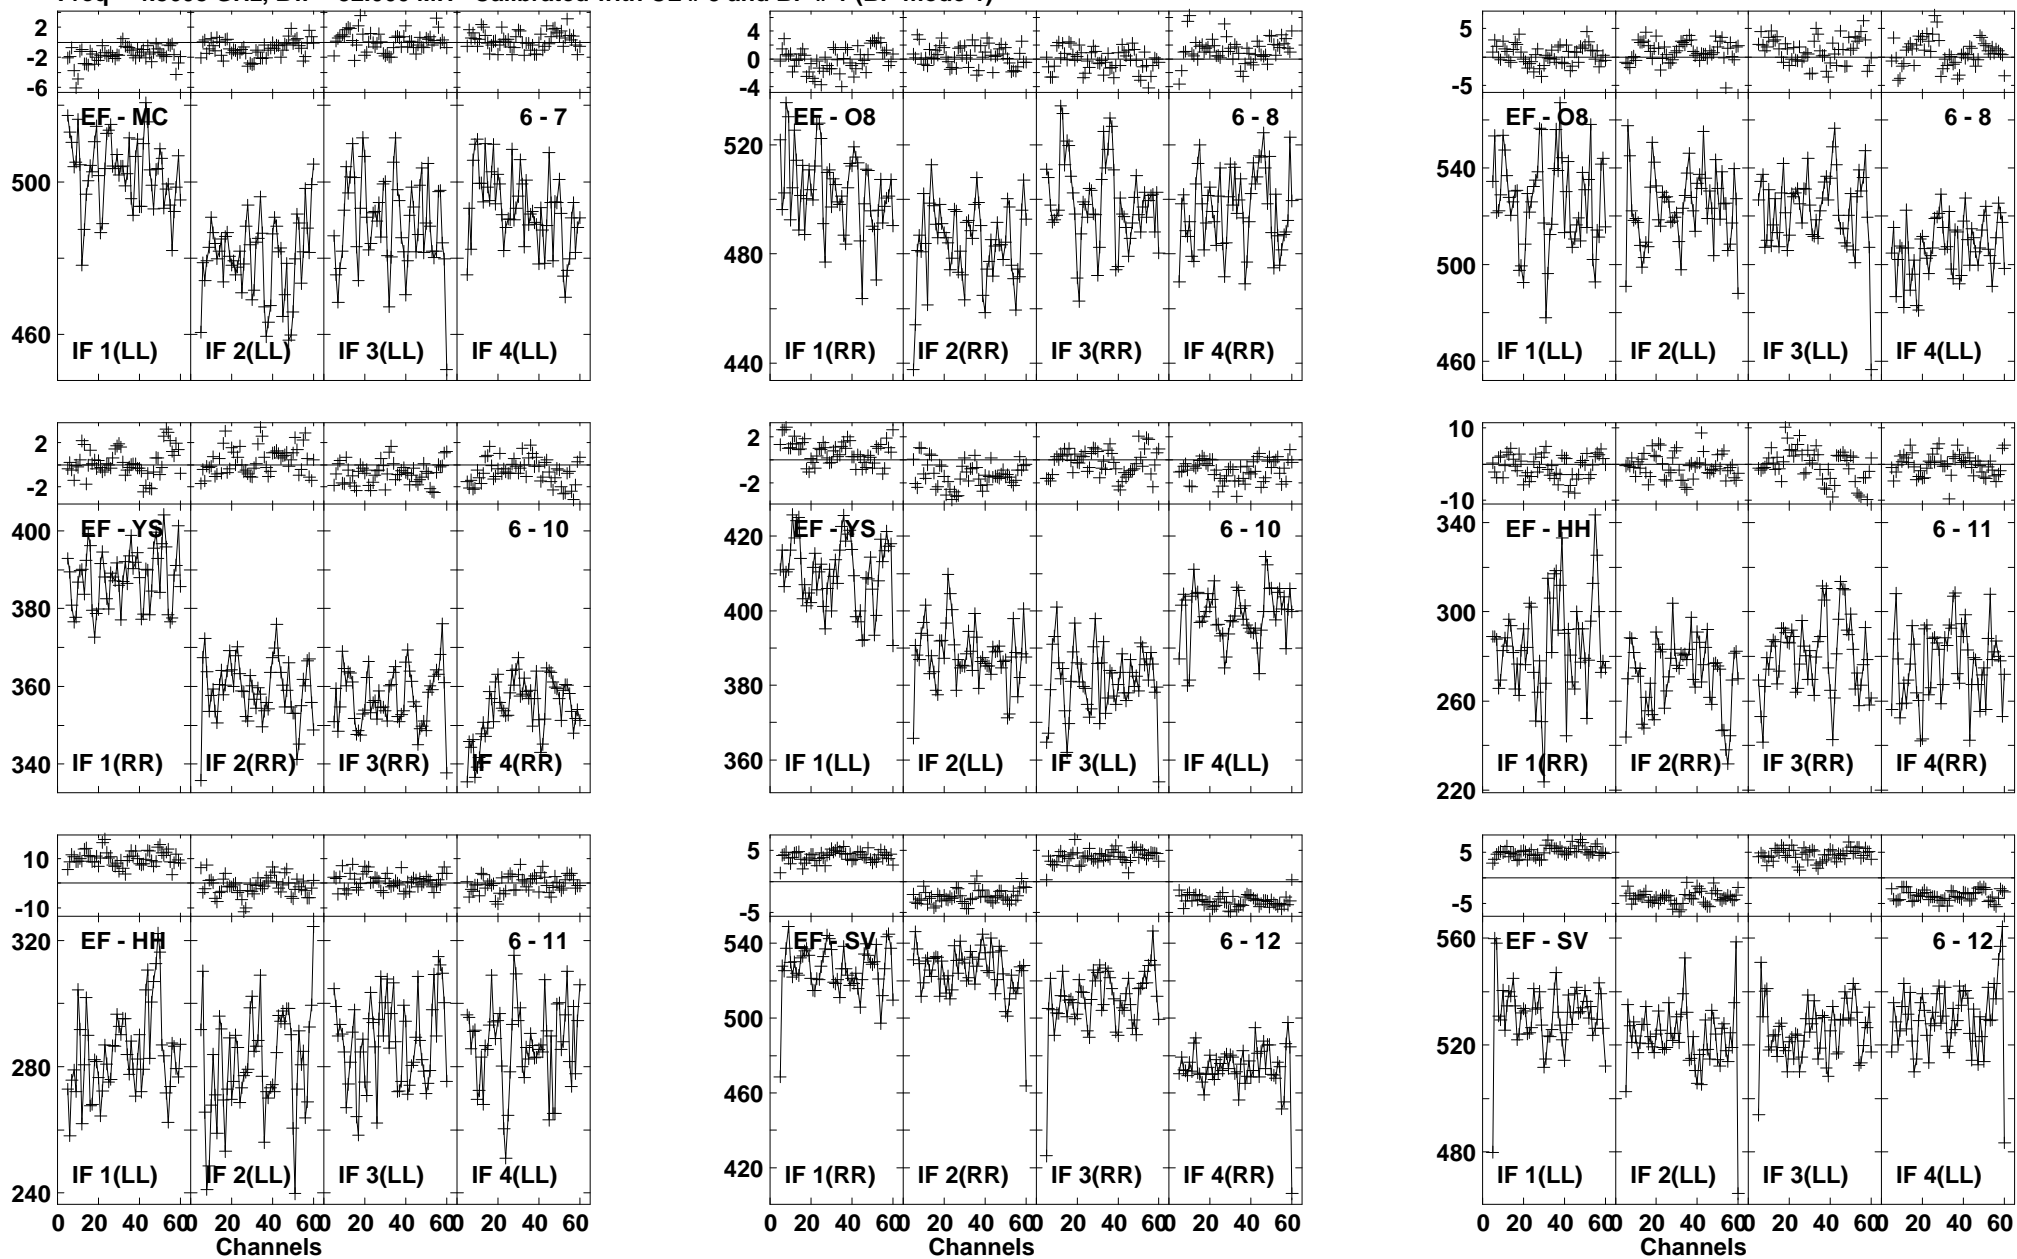 2 4 5
-2 0
-6 -4 -5
EF - MC 6 - 7 EF - O8 6 - 8 EF - O8 6 - 8
520
500 540
480 500
460
IF 1(LL) IF 2(LL) IF 3(LL) IF 4(LL) IF 1(RR) IF 2(RR) IF 3(RR) IF 4(RR) IF 1(LL) IF 2(LL) IF 3(LL) IF 4(LL)
440 460
2 2 10
-2 -2 -10
EF - YS 6 - 10 EF - YS 6 - 10 EF - HH 6 - 11
400 420 340
380 400 300
360 380 260
340 IF 1(RR) IF 2(RR) IF 3(RR) IF 4(RR) 360 IF 1(LL) IF 2(LL) IF 3(LL) IF 4(LL) IF 1(RR) IF 2(RR) IF 3(RR) IF 4(RR)
220
10 5 5
-10 -5 -5
320 EF - HH 6 - 11 540 EF - SV 6 - 12 560 EF - SV 6 - 12
500
280 520
460
240 IF 1(LL) IF 2(LL) IF 3(LL) IF 4(LL) 420 IF 1(RR) IF 2(RR) IF 3(RR) IF 4(RR) 480 IF 1(LL) IF 2(LL) IF 3(LL) IF 4(LL)
0 20 40 60 0 20 40 60 0 20 40 60 0 20 40 60 0 20 40 60 0 20 40 60 0 20 40 60 0 20 40 60 0 20 40 60 0 20 40 60 0 20 40 60 0 20 40 60
Channels Channels Channels